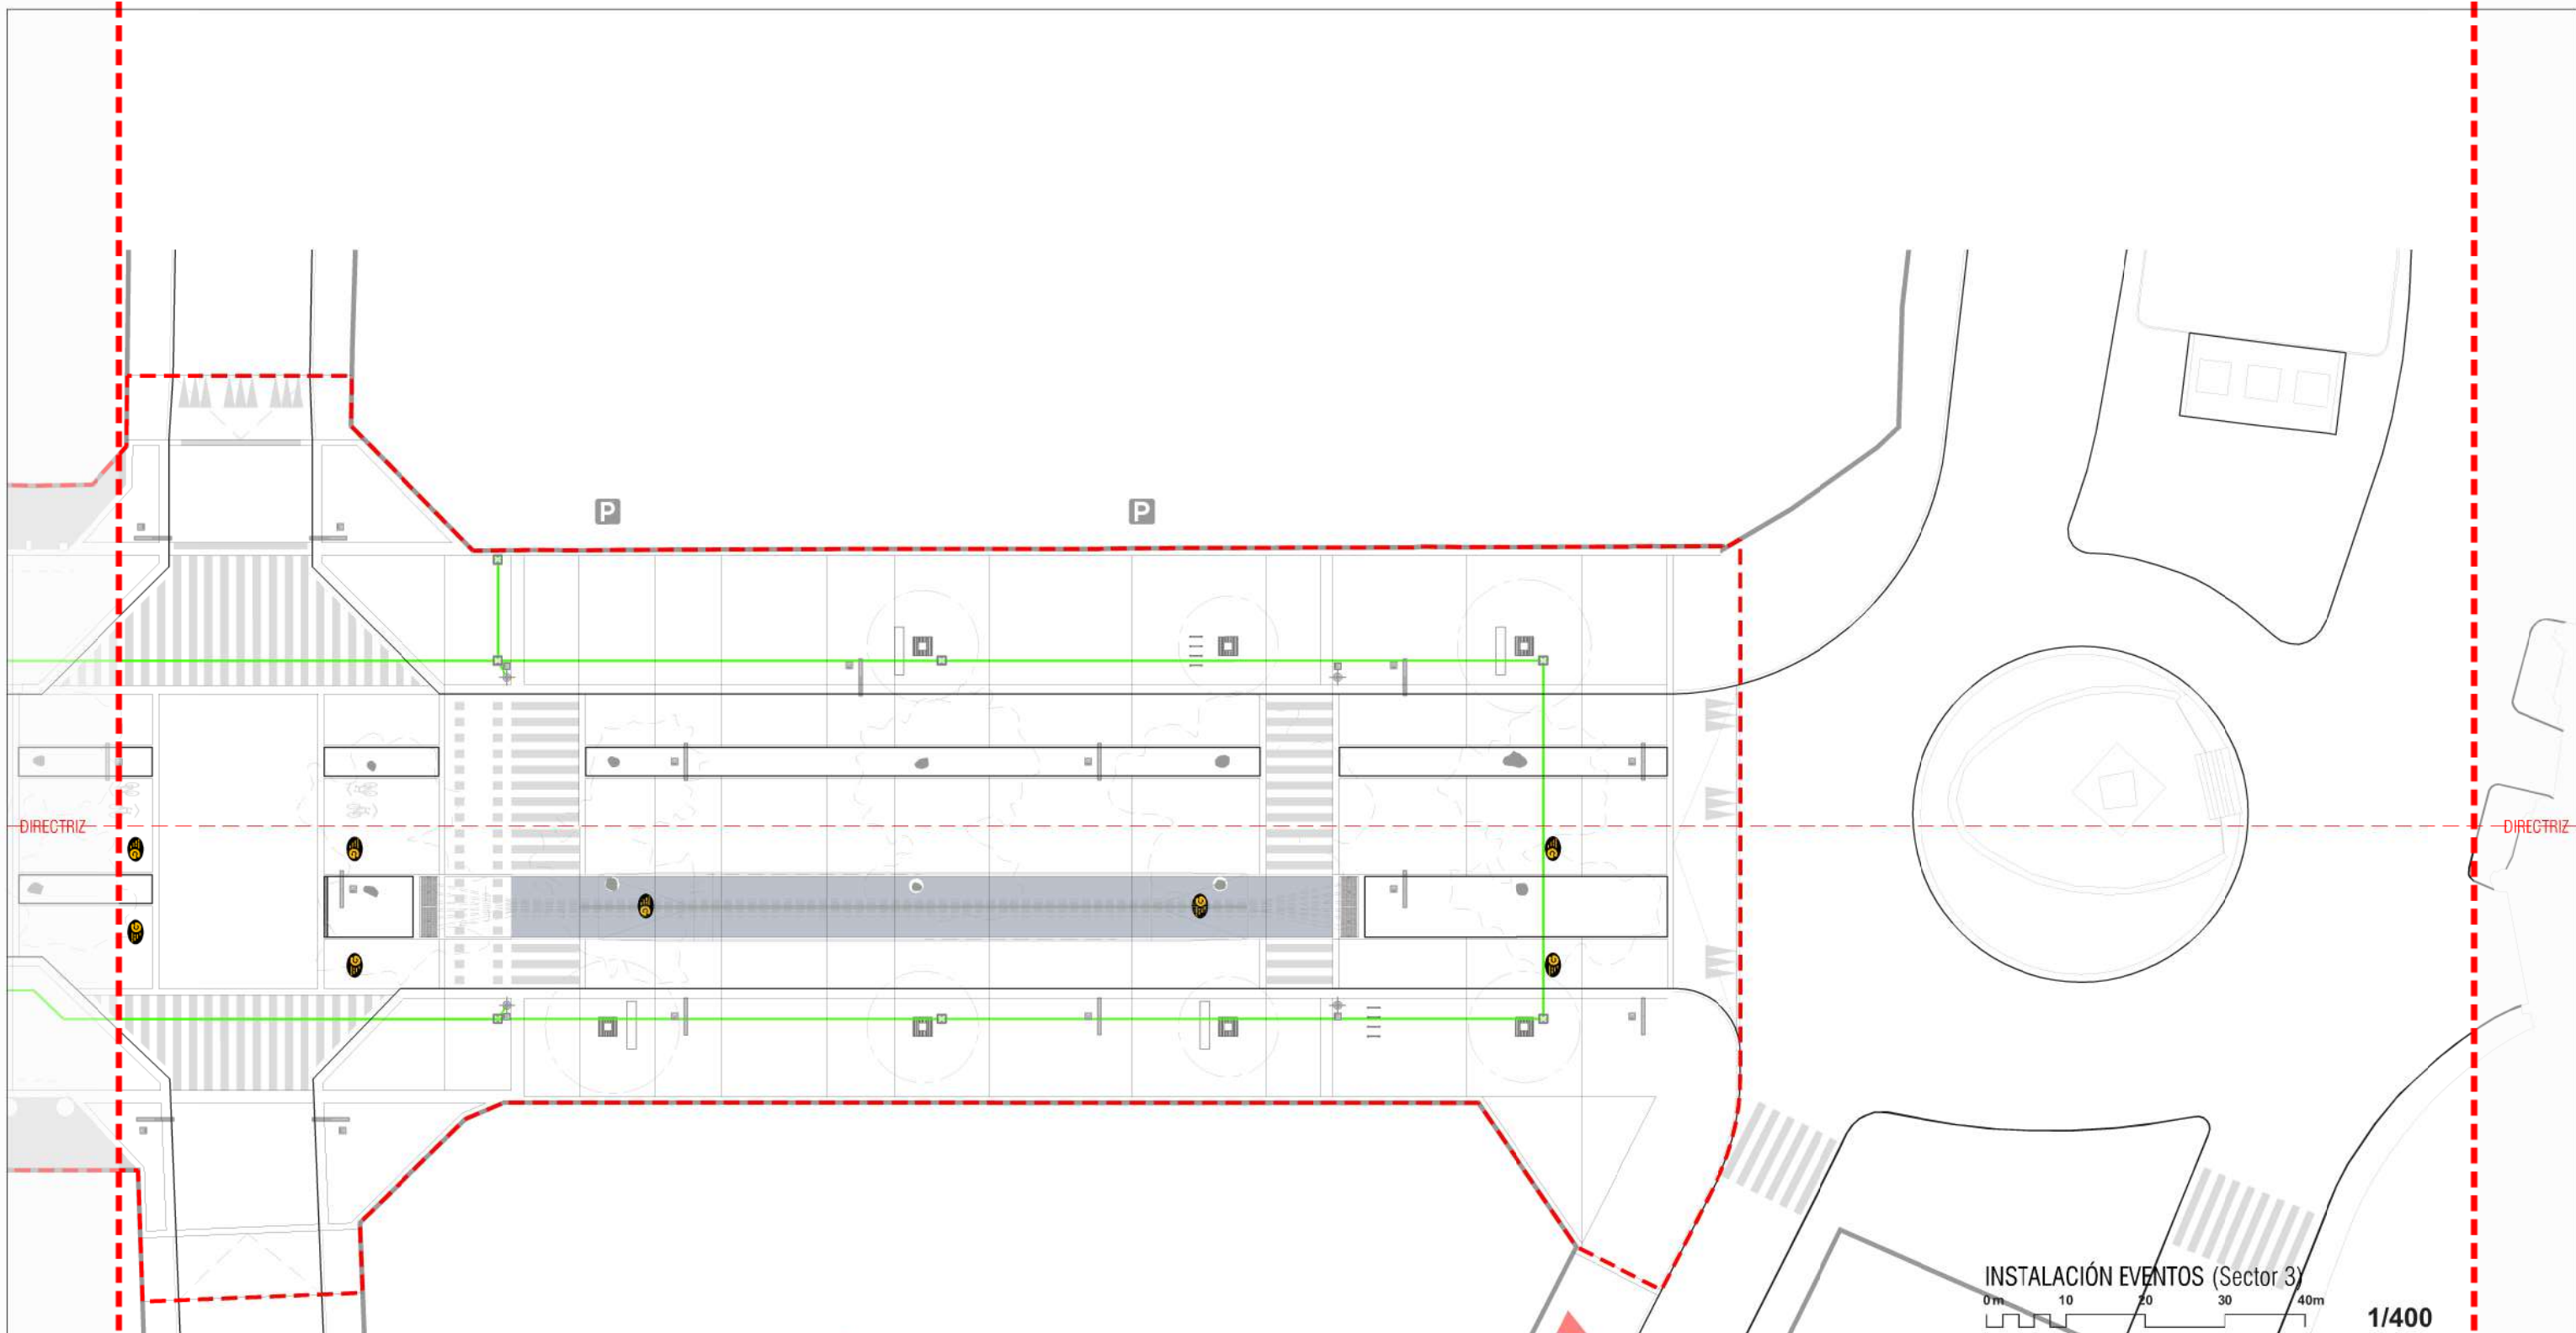 P P
DIRECTRIZ DIRECTRIZ
INSTALACIÓN EVENTOS (Sector 3)
0m 10 20 30 40m
1/400